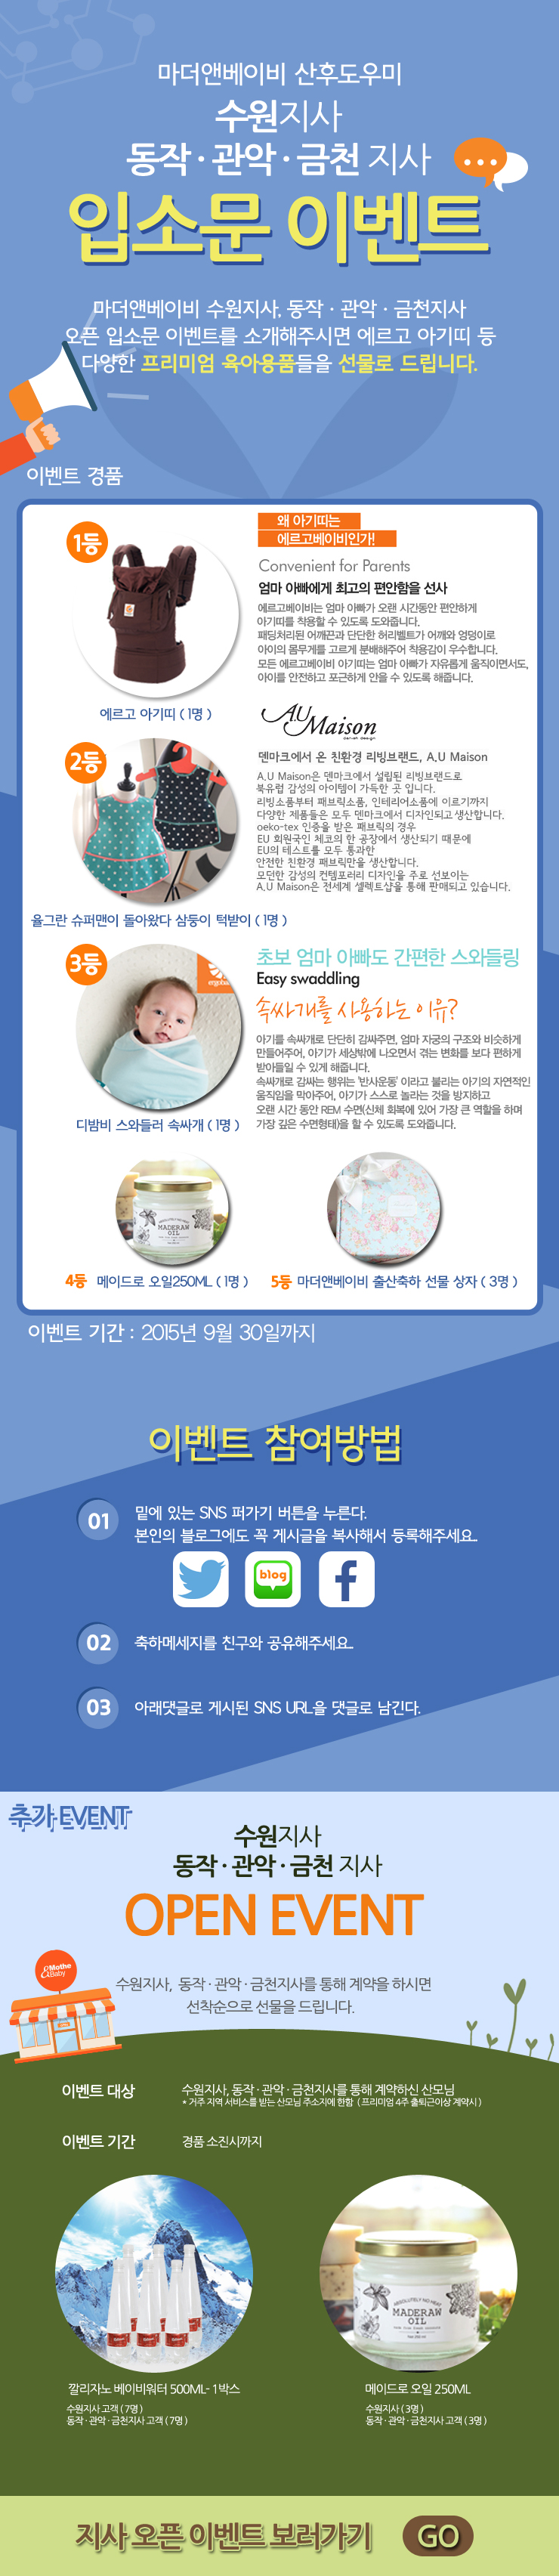 마더앤베이비 산후도우미
수원지사
동작 · 관악 · 금천 지사
입소문 이벤트
마더앤베이비 수원지사, 동작 · 관악 · 금천지사
오픈 입소문 이벤트를 소개해주시면 에르고 아기띠 등
다양한 프리미엄 육아용품들을 선물로 드립니다.
이벤트 경품
1등
왜 아기띠는
에르고베이비인가!
Convenient for Parents
엄마 아빠에게 최고의 편안함을 선사
에르고베이비는 엄마 아빠가 오랜 시간동안 편안하게
아기띠를 착용할 수 있도록 도와줍니다.
패딩처리된 어깨끈과 단단한 허리벨트가 어깨와 엉덩이로
아이의 몸무게를 고르게 분배해주어 착용감이 우수합니다.
모든 에르고베이비 아기띠는 엄마 아빠가 자유롭게 움직이면서도,
아이를 안전하고 포근하게 안을 수 있도록 해줍니다.
에르고 아기띠 ( 1명 )
A.U Maison
danish design
2등
덴마크에서 온 친환경 리빙브랜드, A,U Maison
A.U Maison은 덴마크에서 설립된 리빙브랜드로
북유럽 감성의 아이템이 가득한 곳 입니다.
리빙소품부터 패브릭소품, 인테리어소품에 이르기까지
다양한 제품들은 모두 덴마크에서 디자인되고 생산합니다.
oeko-tex 인증을 받은 패브릭의 경우
EU 회원국인 체코의 한 공장에서 생산되기 때문에
EU의 테스트를 모두 통과한
안전한 친환경 패브릭만을 생산합니다.
모던한 감성의 컨템포러리 디자인을 주로 선보이는
A.U Maison은 전세계 셀렉트샵을 통해 판매되고 있습니다.
율그란 슈퍼맨이 돌아왔다 삼둥이 턱받이 ( 1명 )
3등
ergobaby
초보 엄마 아빠도 간편한 스와들링
Easy swaddling
속싸개를 사용하는 이유?
아기를 속싸개로 단단히 감싸주면, 엄마 자궁의 구조와 비슷하게
만들어주어, 아기가 세상밖에 나오면서 겪는 변화를 보다 편하게
받아들일 수 있게 해줍니다.
속싸개로 감싸는 행위는 '반사운동' 이라고 불리는 아기의 자연적인
움직임을 막아주어, 아기가 스스로 놀라는 것을 방지하고
오랜 시간 동안 REM 수면(신체 회복에 있어 가장 큰 역할을 하며
가장 깊은 수면형태)을 할 수 있도록 도와줍니다.
디밤비 스와들러 속싸개 ( 1명 )
ABSOLUTELY NO HEAT
MADERAW
OIL
4등 메이드로 오일250ML ( 1명 )
5등 마더앤베이비 출산축하 선물 상자 ( 3명 )
이벤트 기간 : 2015년 9월 30일까지
이벤트 참여방법
01
밑에 있는 SNS 퍼가기 버튼을 누른다.
본인의 블로그에도 꼭 게시글을 복사해서 등록해주세요.
blog
f
02
축하메세지를 친구와 공유해주세요.
03
아래댓글로 게시된 SNS URL을 댓글로 남긴다.
추가 EVENT
수원지사
동작 · 관악 · 금천 지사
OPEN EVENT
Mothe
& Baby
수원지사, 동작 · 관악 · 금천지사를 통해 계약을 하시면
선착순으로 선물을 드립니다.
이벤트 대상
수원지사, 동작 · 관악 · 금천지사를 통해 계약하신 산모님
* 거주 지역 서비스를 받는 산모님 주소지에 한함 ( 프리미엄 4주 출퇴근이상 계약시 )
이벤트 기간
경품 소진시까지
ABSOLUTELY NO HEAT
MADERAW
OIL
깔리자노 베이비워터 500ML- 1박스
수원지사 고객 ( 7명 )
동작 · 관악 · 금천지사 고객 ( 7명 )
메이드로 오일 250ML
수원지사 ( 3명 )
동작 · 관악 · 금천지사 고객 ( 3명 )
지사 오픈 이벤트 보러가기
GO